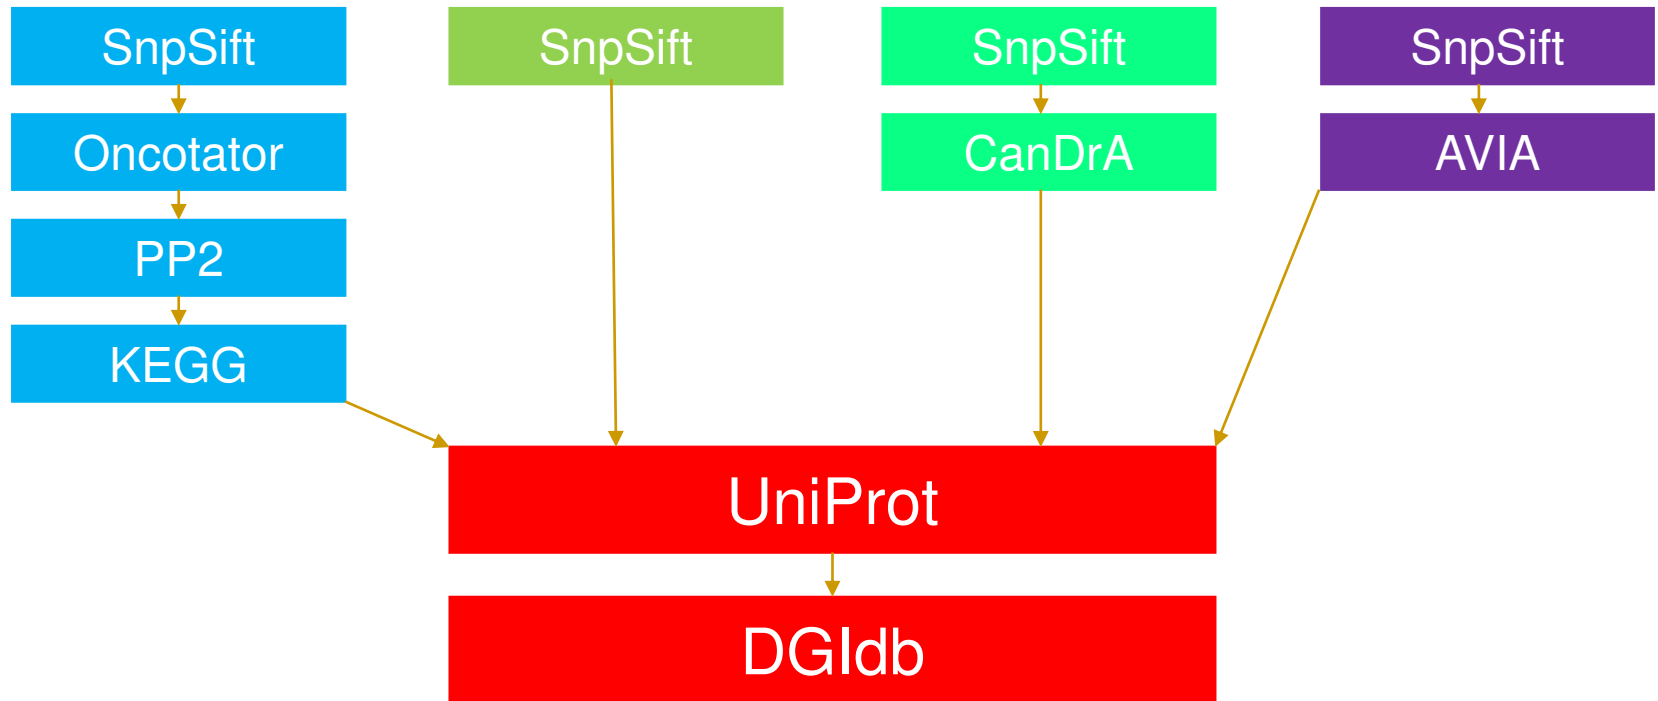 SnpSift
SnpSift
SnpSift
SnpSift
Oncotator
CanDrA
AVIA
PP2
KEGG
UniProt
DGIdb